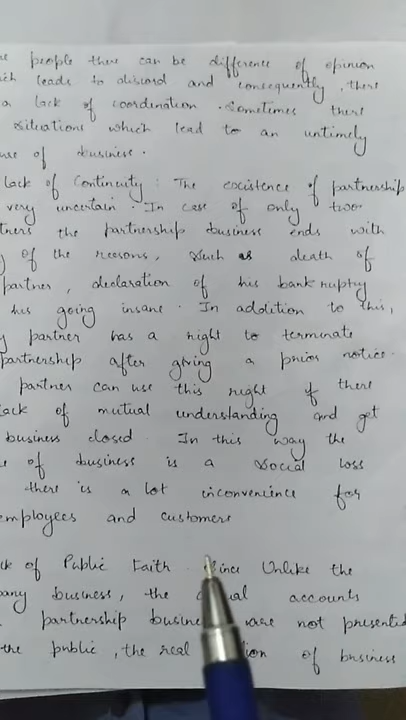 people there can be difference of opinion
leads to discord and consequently, there
a lack of coordination. Sometimes there
situations which lead to an untimely
of business.
lack of Continuity: The existence of partnership
very uncertain. In case of only two
the partnership business ends with
of the reasons, such as death of
partner, declaration of his bankruptcy
his going insane. In addition to this,
partner has a right to terminate
partnership after giving a prior notice.
partner can use this right if there
lack of mutual understanding and get
business closed. In this way the
of business is a social loss
there is a lot inconvenience for
employees and customers
of Public Faith Since Unlike the
business, the accounts
partnership are not presented
the public, the real of business